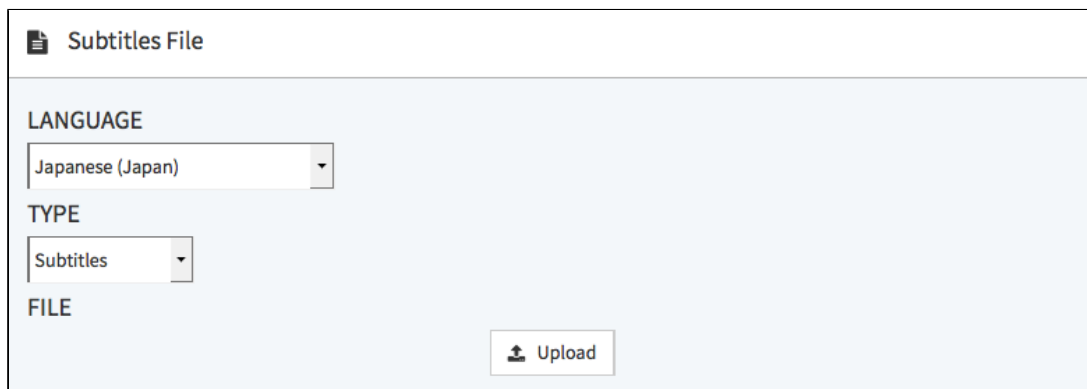 Subtitles File
LANGUAGE
Japanese (Japan)
TYPE
Subtitles
FILE
Upload